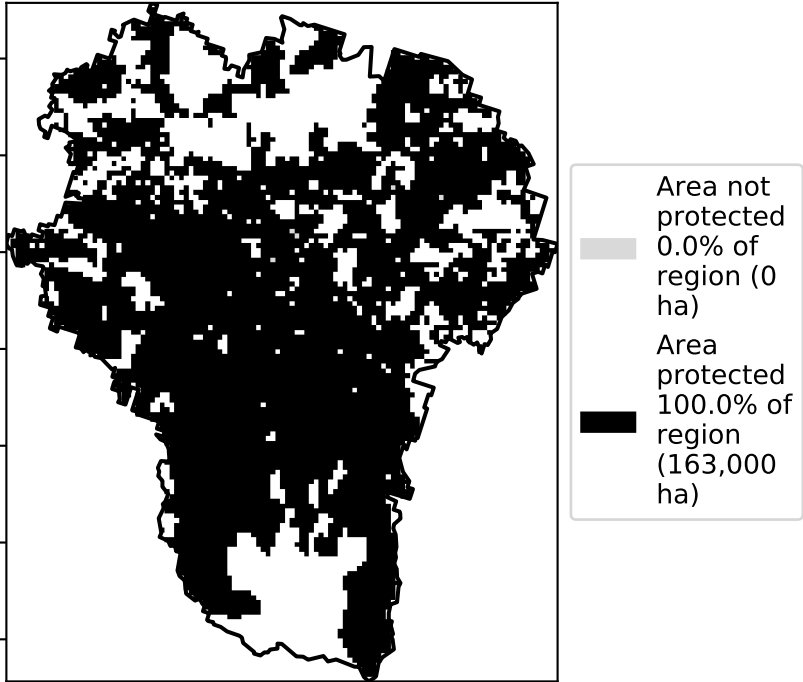 Area not
protected
0.0% of
region (0
ha)
Area
protected
100.0% of
region
(163,000
ha)